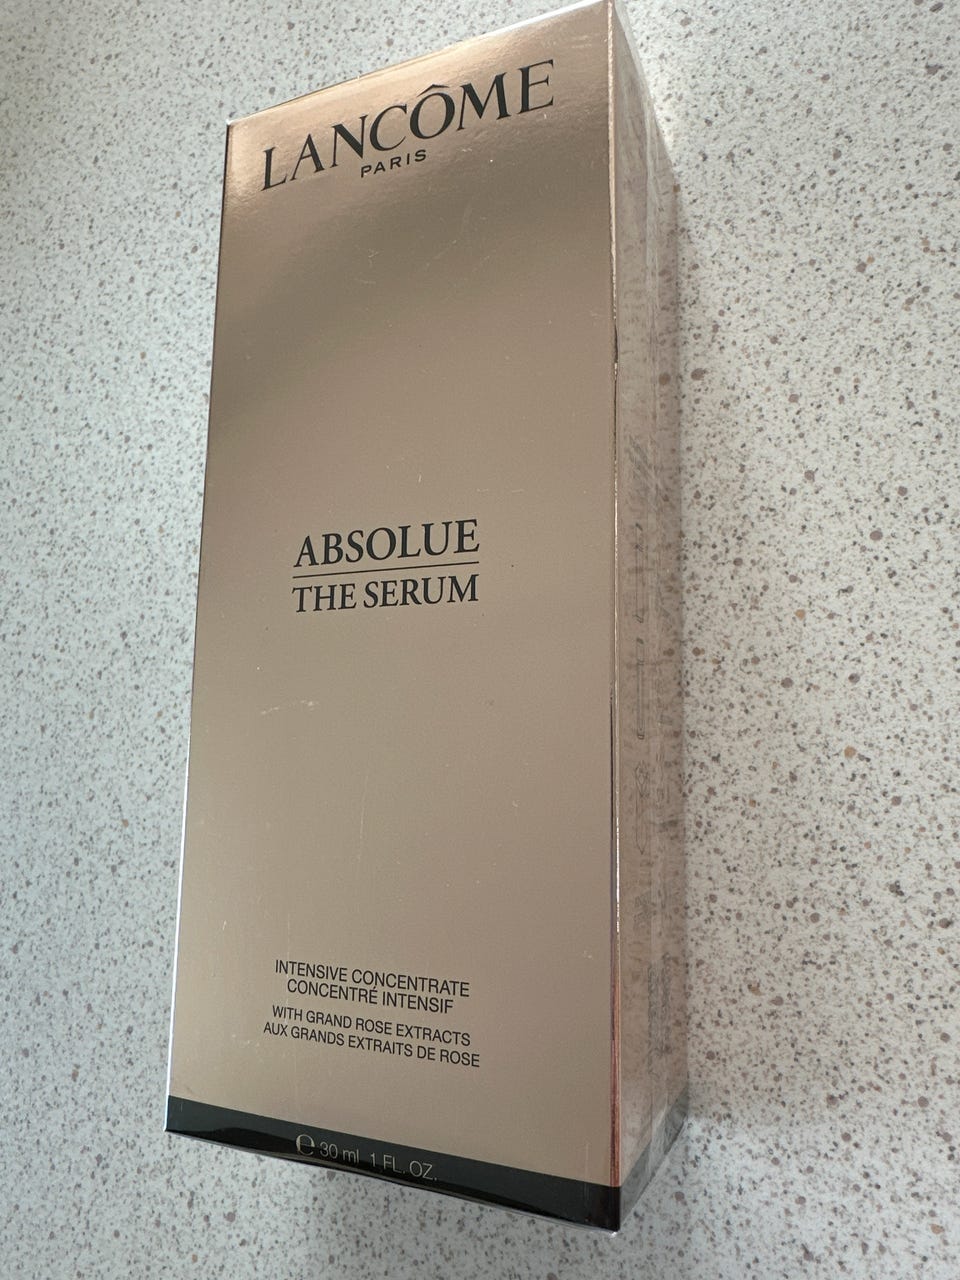 LANCÔME
PARIS
ABSOLUE
THE SERUM
INTENSIVE CONCENTRATE
CONCENTRÉ INTENSIF
WITH GRAND ROSE EXTRACTS
AUX GRANDS EXTRAITS DE ROSE
℮ 30 ml 1 FL. OZ.